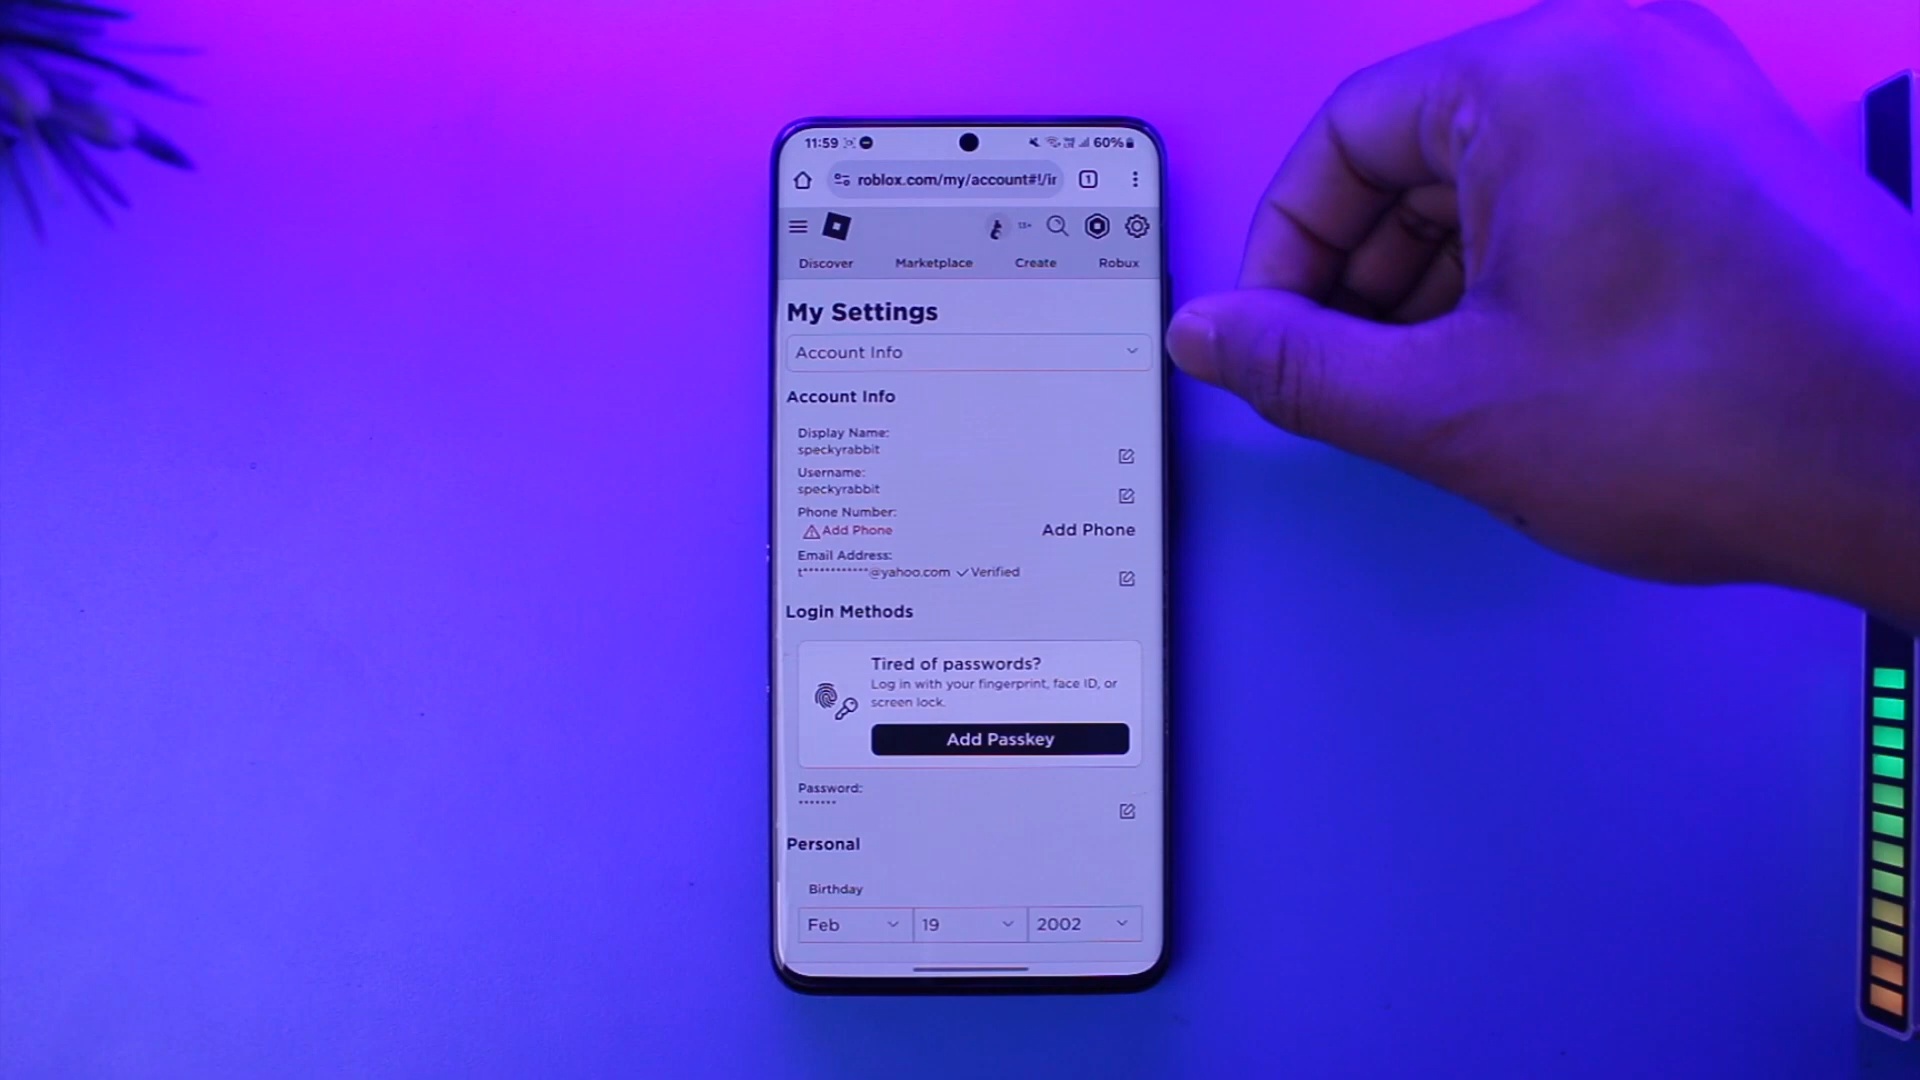 11:59 60%
roblox.com/my/account#!/ir 1
13+
Discover Marketplace Create Robux
My Settings
Account Info
Account Info
Display Name:
speckyrabbit
Username:
speckyrabbit
Phone Number:
Add Phone Add Phone
Email Address:
t************@yahoo.com Verified
Login Methods
Tired of passwords?
Log in with your fingerprint, face ID, or
screen lock.
Add Passkey
Password:
*******
Personal
Birthday
Feb 19 2002